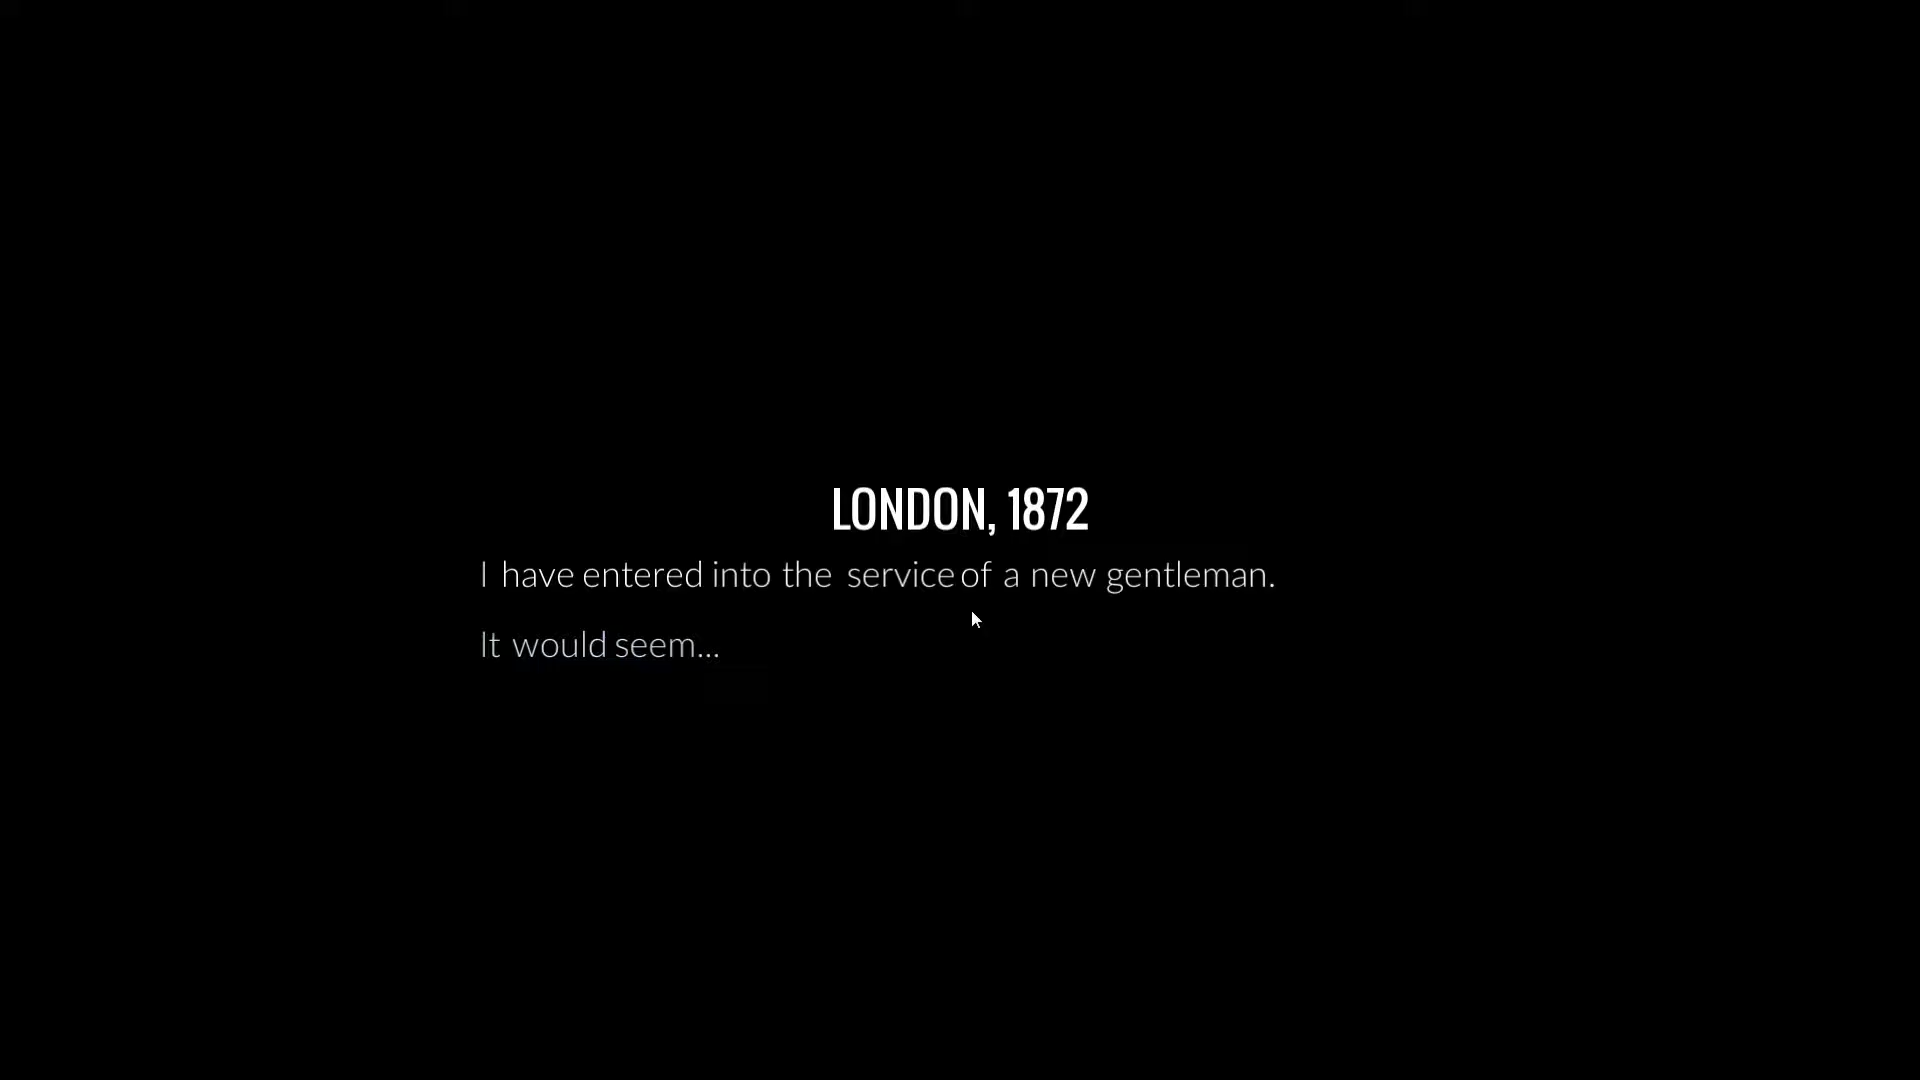 LONDON, 1872
I have entered into the service of a new gentleman.
It would seem...